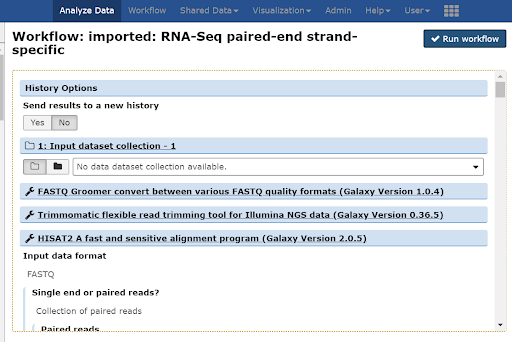 Analyze Data Workflow Shared Data Visualization Admin Help User
Workflow: imported: RNA-Seq paired-end strand-
specific
Run workflow
History Options
Send results to a new history
Yes No
1: Input dataset collection - 1
No data dataset collection available.
FASTQ Groomer convert between various FASTQ quality formats (Galaxy Version 1.0.4)
Trimmomatic flexible read trimming tool for Illumina NGS data (Galaxy Version 0.36.5)
HISAT2 A fast and sensitive alignment program (Galaxy Version 2.0.5)
Input data format
FASTQ
Single end or paired reads?
Collection of paired reads
Paired reads